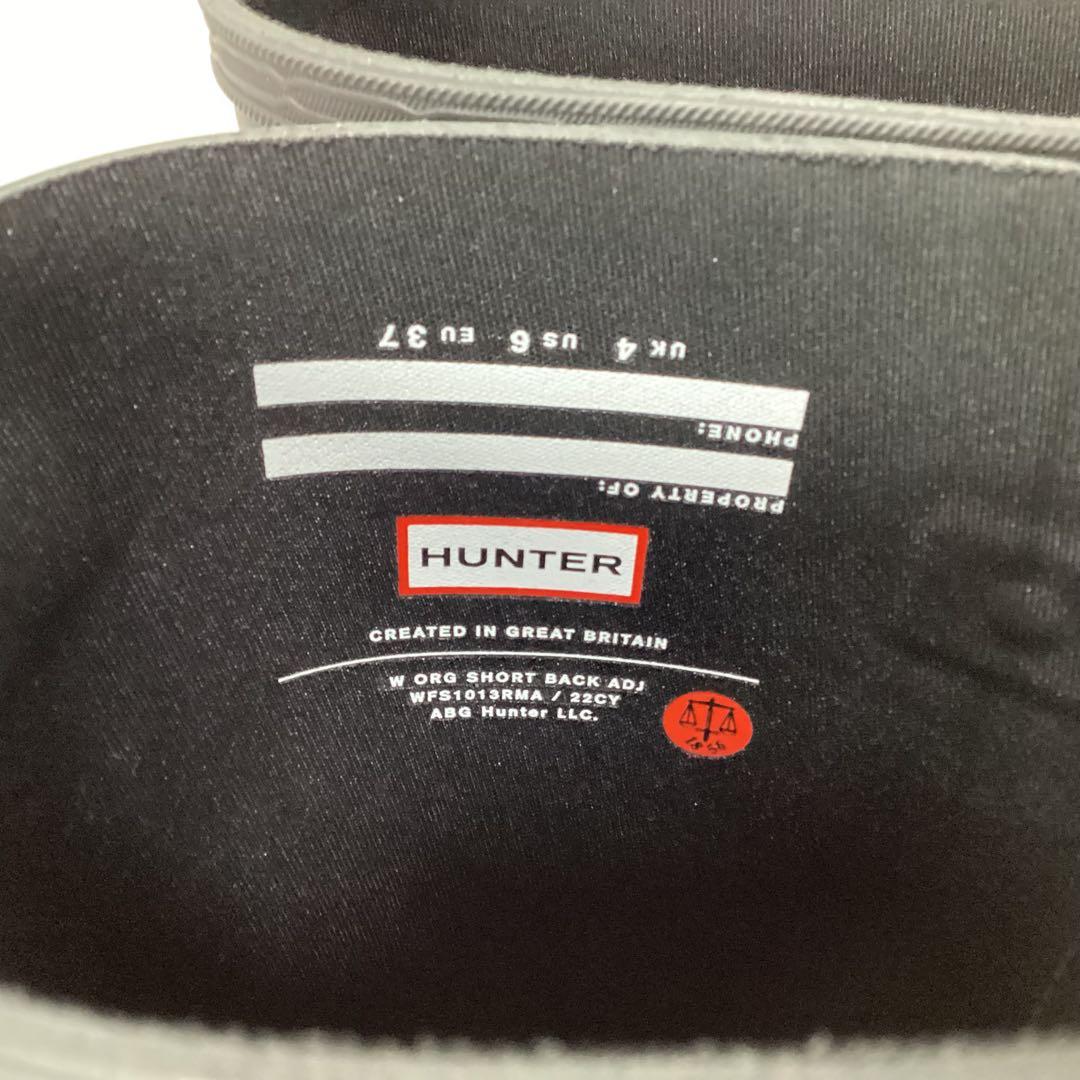 UK 4 US 6 EU 37
PHONE:
PROPERTY OF:
HUNTER
CREATED IN GREAT BRITAIN
W ORG SHORT BACK ADJ
WFS1013RMA / 22CY
ABG Hunter LLC.
1856